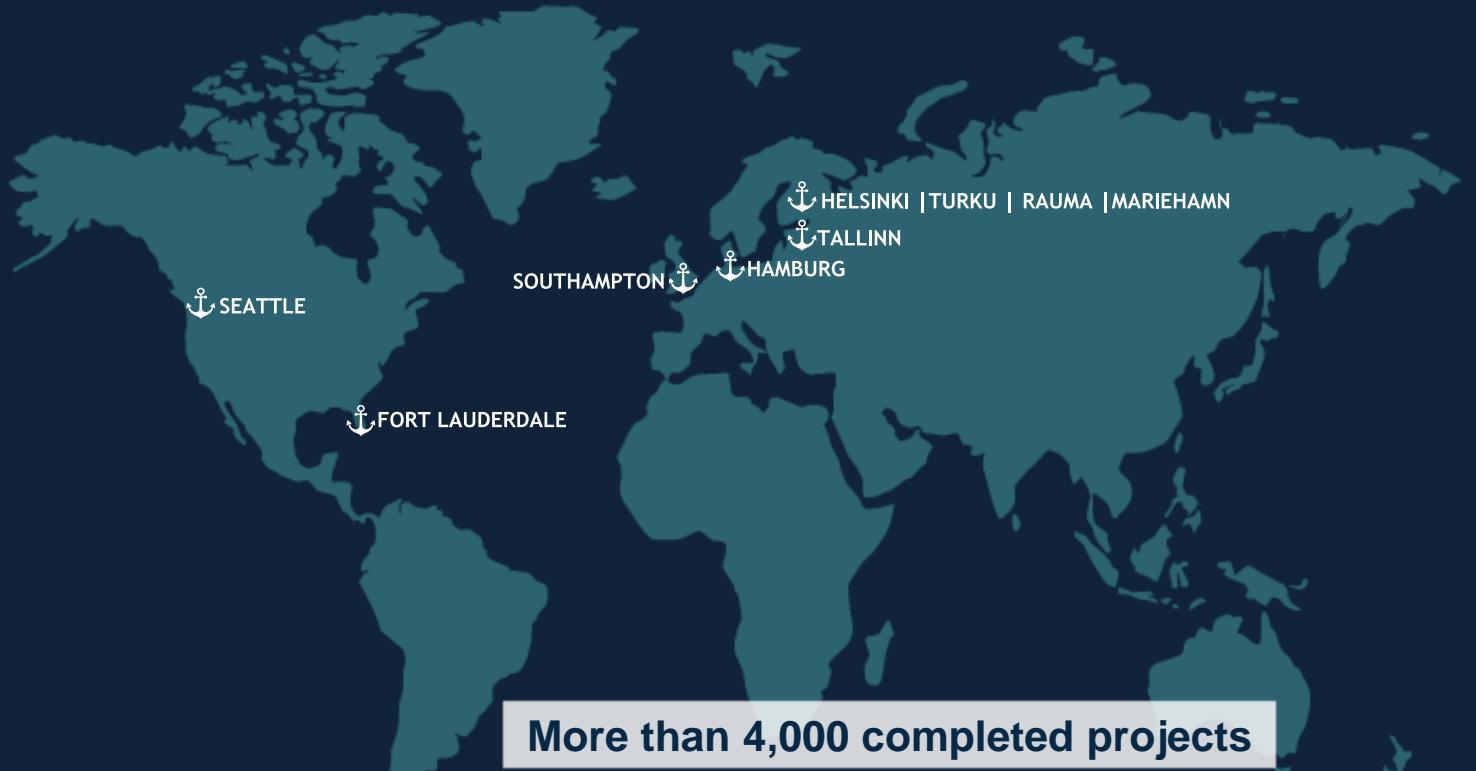 HELSINKI | TURKU | RAUMA | MARIEHAMN
TALLINN
HAMBURG
SOUTHAMPTON
SEATTLE
FORT LAUDERDALE
More than 4,000 completed projects